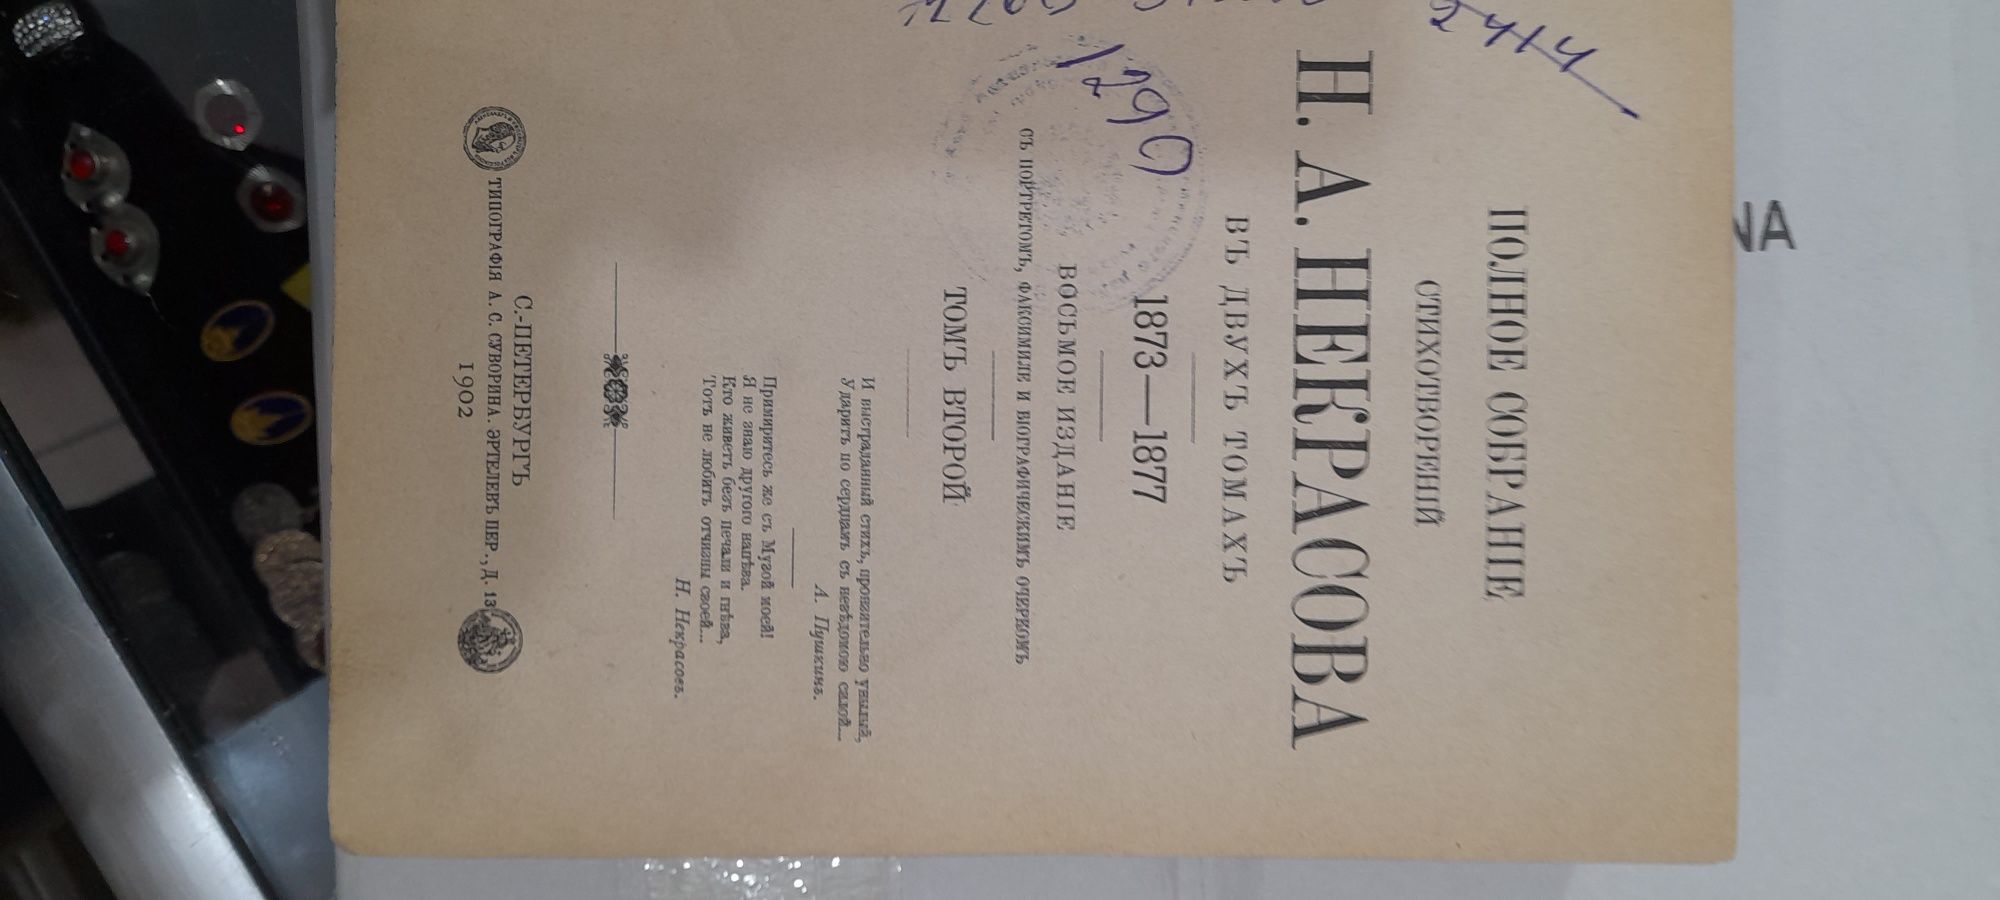 ПОЛНОЕ СОБРАНІЕ
СТИХОТВОРЕНІЙ
Н. А. НЕКРАСОВА
ВЪ ДВУХЪ ТОМАХЪ
1873—1877
ВОСЬМОЕ ИЗДАНІЕ
СЪ ПОРТРЕТОМЪ, ФАКСИМИЛЕ И БІОГРАФИЧЕСКИМЪ ОЧЕРКОМЪ
ТОМЪ ВТОРОЙ
И выстраданный стихъ, пронзительно унылый,
Ударитъ по сердцамъ съ невѣдомою силой...
А. Пушкинъ.
Примиритесь же съ Музой моей!
Я не знаю другого напѣва.
Кто живетъ безъ печали и гнѣва,
Тотъ не любитъ отчизны своей...
Н. Некрасовъ.
С.-ПЕТЕРБУРГЪ
ТИПОГРАФІЯ А. С. СУВОРИНА. ЭРТЕЛЕВЪ ПЕР., Д. 13
1902
1290
NA